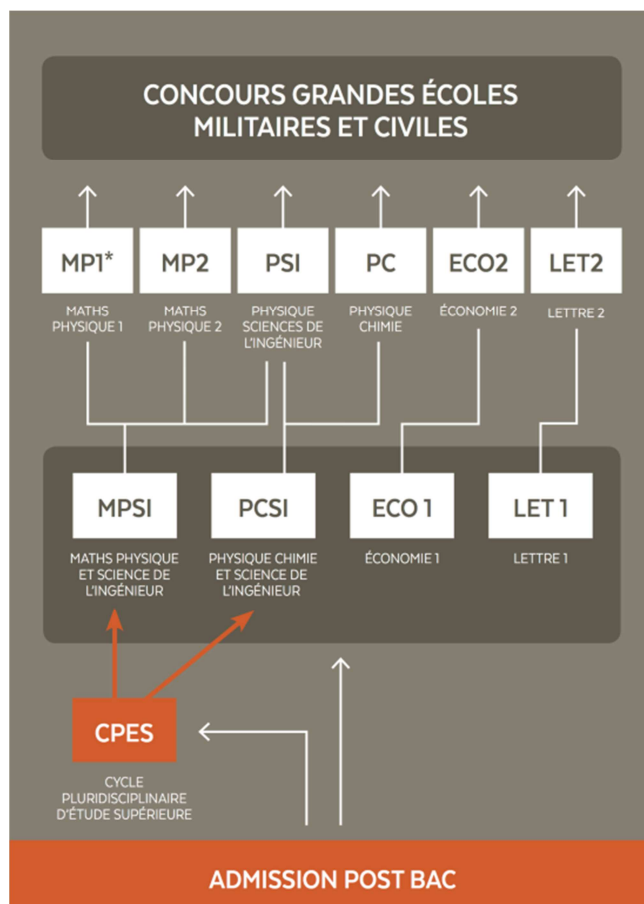 CONCOURS GRANDES ÉCOLES
MILITAIRES ET CIVILES
MP1*
MP2
PSI
PC
ECO2
LET2
MATHS
PHYSIQUE 1
MATHS
PHYSIQUE 2
PHYSIQUE
SCIENCES DE
L'INGÉNIEUR
PHYSIQUE
CHIMIE
ÉCONOMIE 2
LETTRE 2
MPSI
PCSI
ECO 1
LET 1
MATHS PHYSIQUE
ET SCIENCE DE
L'INGÉNIEUR
PHYSIQUE CHIMIE
ET SCIENCE DE
L'INGÉNIEUR
ÉCONOMIE 1
LETTRE 1
CPES
CYCLE
PLURIDISCIPLINAIRE
D'ÉTUDE SUPÉRIEURE
ADMISSION POST BAC